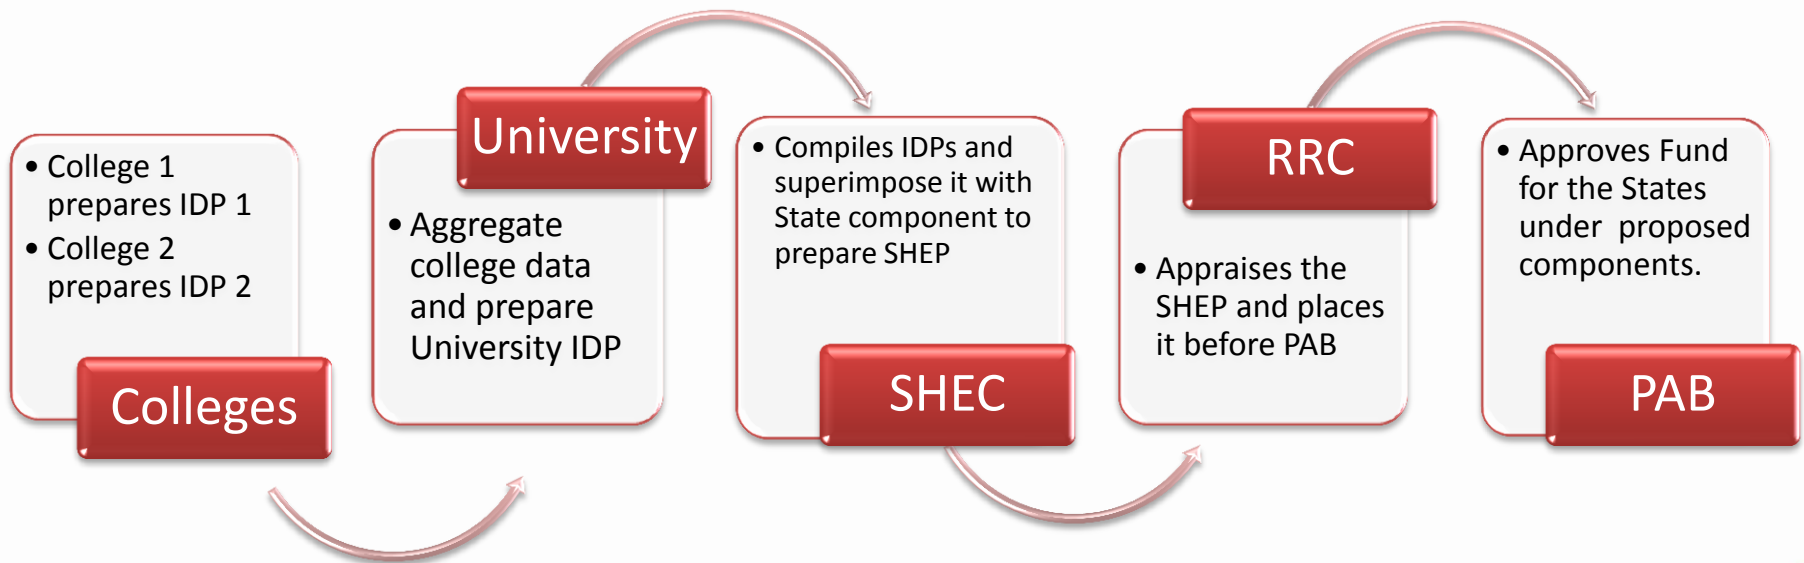 • College 1
prepares IDP 1
• College 2
prepares IDP 2
Colleges
University
• Aggregate
college data
and prepare
University IDP
• Compiles IDPs and
superimpose it with
State component to
prepare SHEP
SHEC
RRC
• Appraises the
SHEP and places
it before PAB
• Approves Fund
for the States
under proposed
components.
PAB